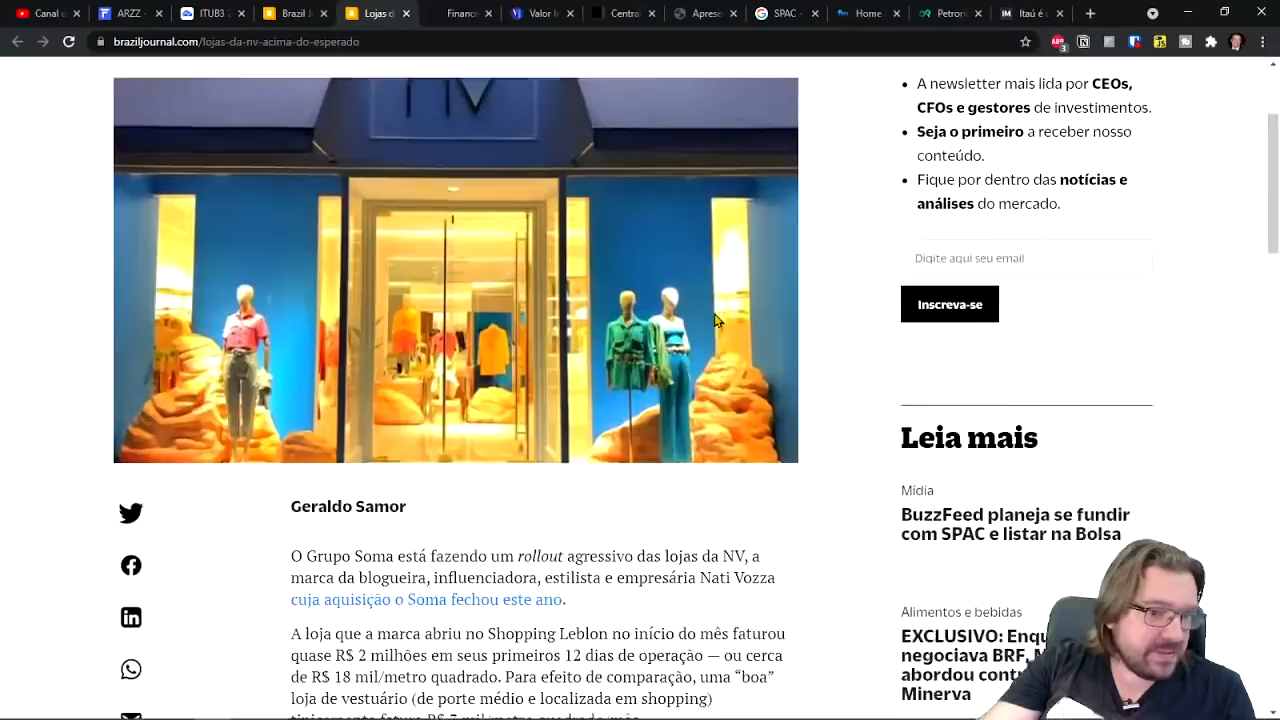 ARZZ -
ITUB3
Lojas d
Financ
Valor I
Centro
Aprese
SPAC -
Home
Petrór
Itaú é
braziljournal.com/lojas-da-nv-acima-do-esperado
NV
A newsletter mais lida por CEOs,
CFOs e gestores de investimentos.
Seja o primeiro a receber nosso
conteúdo.
Fique por dentro das notícias e
análises do mercado.
Digite aqui seu email
Inscreva-se
Leia mais
Mídia
BuzzFeed planeja se fundir
com SPAC e listar na Bolsa
Alimentos e bebidas
EXCLUSIVO: Enqu
negociava BRF, M
abordou cont
Minerva
Geraldo Samor
O Grupo Soma está fazendo um rollout agressivo das lojas da NV, a
marca da blogueira, influenciadora, estilista e empresária Nati Vozza
cuja aquisição o Soma fechou este ano.
A loja que a marca abriu no Shopping Leblon no início do mês faturou
quase R$ 2 milhões em seus primeiros 12 dias de operação — ou cerca
de R$ 18 mil/metro quadrado. Para efeito de comparação, uma “boa”
loja de vestuário (de porte médio e localizada em shopping)